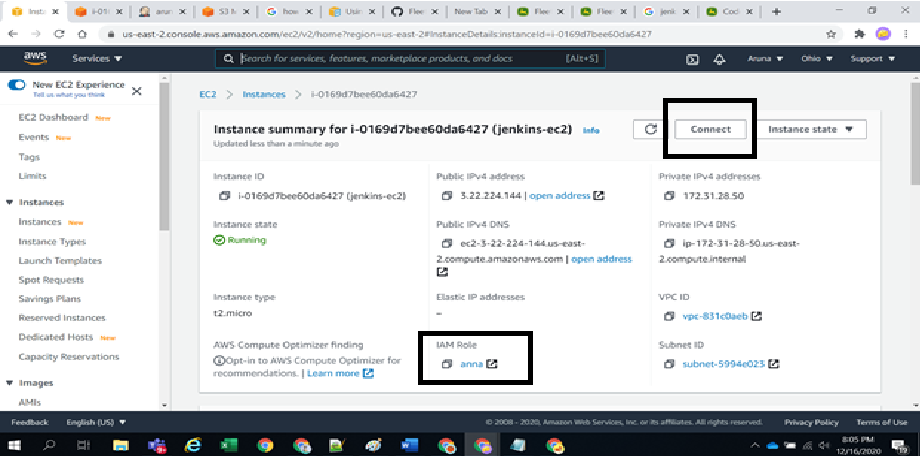 Insta
i-016
arun
S3 M
how
Using
Flee
New Tab
Flee
Flee
jenk
Cod
us-east-2.console.aws.amazon.com/ec2/v2/home?region=us-east-2#InstanceDetails:instanceId=i-0169d7bee60da6427
aws Services Search for services, features, marketplace products, and docs [Alt+S] Aruna Ohio Support
New EC2 Experience
Tell us what you think
EC2 Dashboard New
Events New
Tags
Limits
Instances
Instances New
Instance Types
Launch Templates
Spot Requests
Savings Plans
Reserved Instances
Dedicated Hosts New
Capacity Reservations
Images
AMIs
EC2 > Instances > i-0169d7bee60da6427
Instance summary for i-0169d7bee60da6427 (jenkins-ec2) Info
Updated less than a minute ago
Connect
Instance state
Instance ID
i-0169d7bee60da6427 (jenkins-ec2)
Public IPv4 address
3.22.224.144 | open address
Private IPv4 addresses
172.31.28.50
Instance state
Running
Public IPv4 DNS
ec2-3-22-224-144.us-east-
2.compute.amazonaws.com | open address
Private IPv4 DNS
ip-172-31-28-50.us-east-
2.compute.internal
Instance type
t2.micro
Elastic IP addresses
–
VPC ID
vpc-831c0aeb
AWS Compute Optimizer finding
Opt-in to AWS Compute Optimizer for
recommendations. | Learn more
IAM Role
anna
Subnet ID
subnet-5994e023
Feedback English (US) © 2008 - 2020, Amazon Web Services, Inc. or its affiliates. All rights reserved. Privacy Policy Terms of Use
8:05 PM
12/16/2020